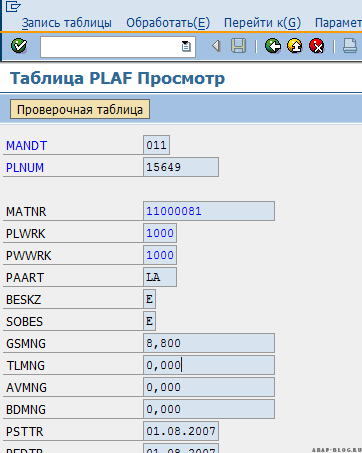 Запись таблицы Обработать(E) Перейти к(G) Парамет
Таблица PLAF Просмотр
Проверочная таблица
MANDT 011
PLNUM 15649
MATNR 11000081
PLWRK 1000
PWWRK 1000
PAART LA
BESKZ E
SOBES E
GSMNG 8,800
TLMNG 0,000
AVMNG 0,000
BDMNG 0,000
PSTTR 01.08.2007
PEDTR 01.08.2007
ABAP-BLOG.RU